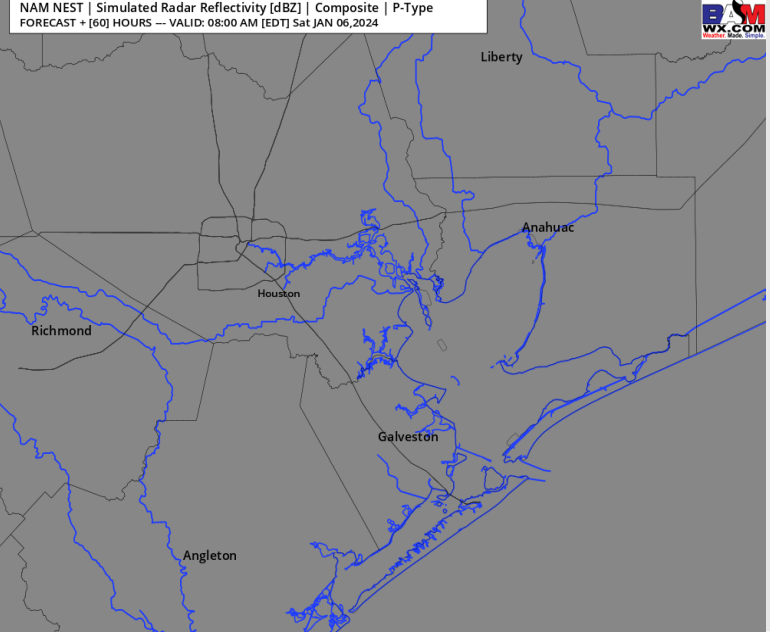 NAM NEST | Simulated Radar Reflectivity [dBZ] | Composite | P-Type
FORECAST + [60] HOURS --- VALID: 08:00 AM [EDT] Sat JAN 06,2024
BAM
WX.COM
Weather. Made. Simple.
Liberty
Anahuac
Houston
Richmond
Galveston
Angleton